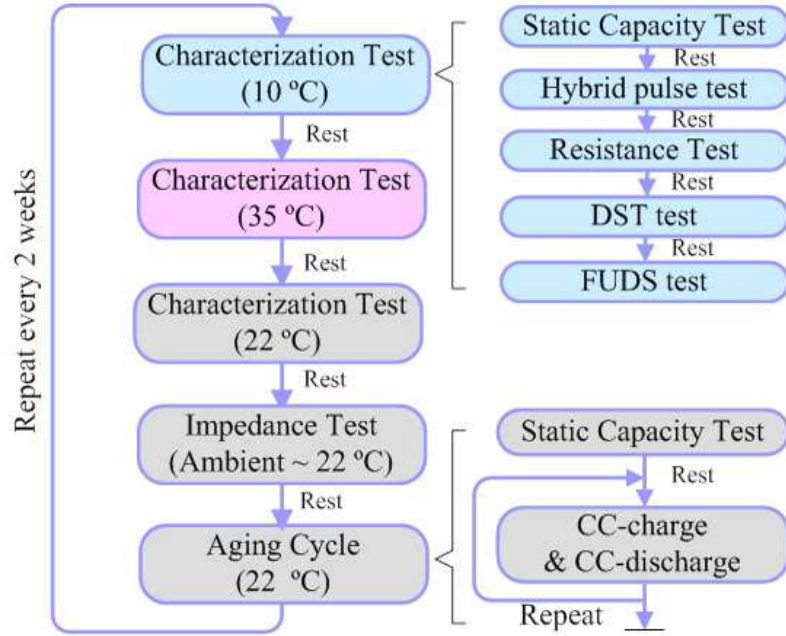 Repeat every 2 weeks
Characterization Test
(10 ºC)
Rest
Characterization Test
(35 ºC)
Rest
Characterization Test
(22 ºC)
Rest
Impedance Test
(Ambient ~ 22 ºC)
Rest
Aging Cycle
(22 ºC)
Static Capacity Test
Rest
Hybrid pulse test
Rest
Resistance Test
Rest
DST test
Rest
FUDS test
Static Capacity Test
Rest
CC-charge
& CC-discharge
Repeat